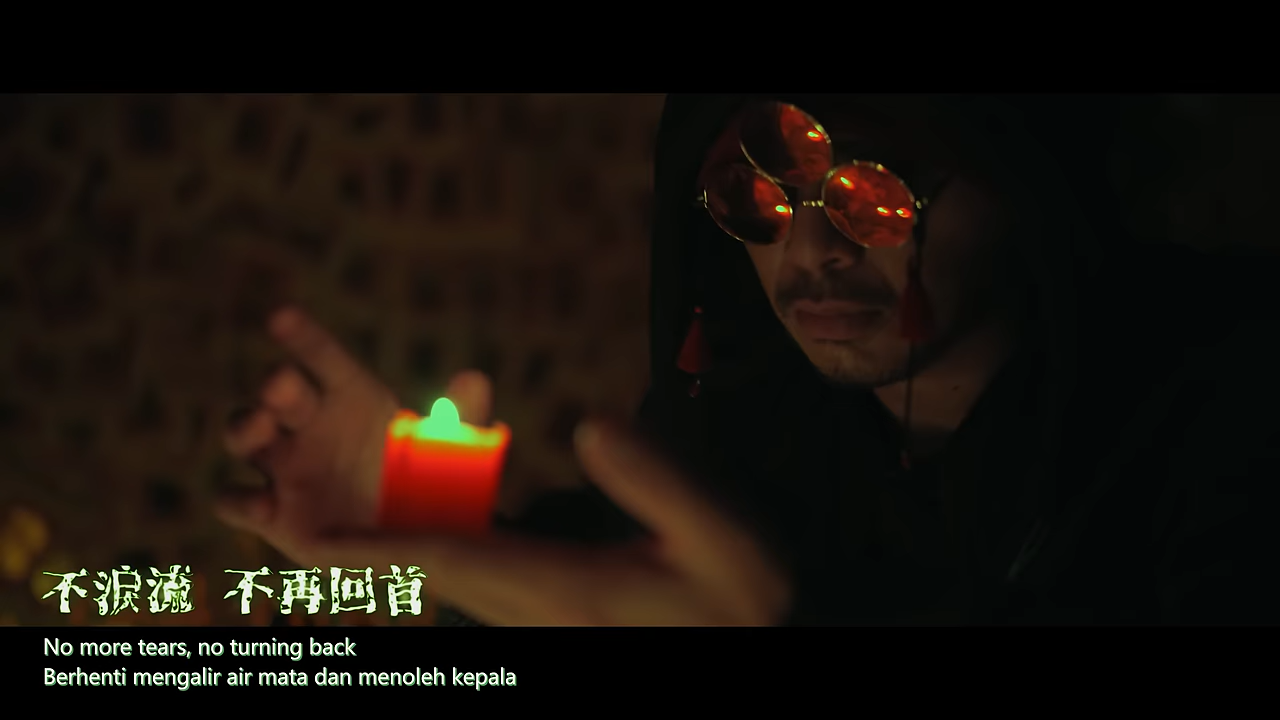 不淚流 不再回首
No more tears, no turning back
Berhenti mengalir air mata dan menoleh kepala